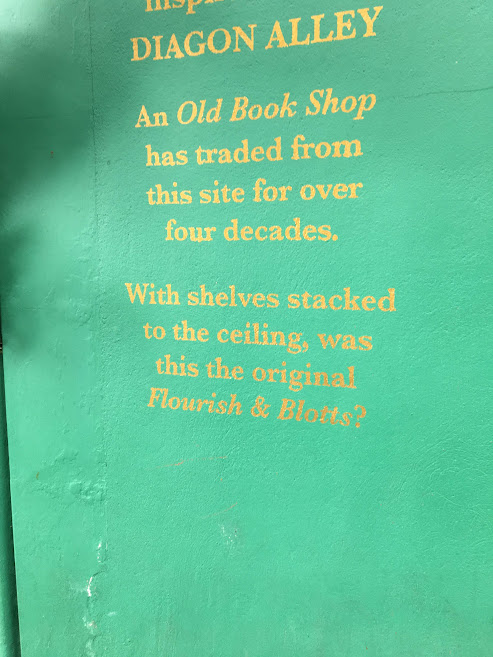 DIAGON ALLEY
An Old Book Shop
has traded from
this site for over
four decades.
With shelves stacked
to the ceiling, was
this the original
Flourish & Blotts?